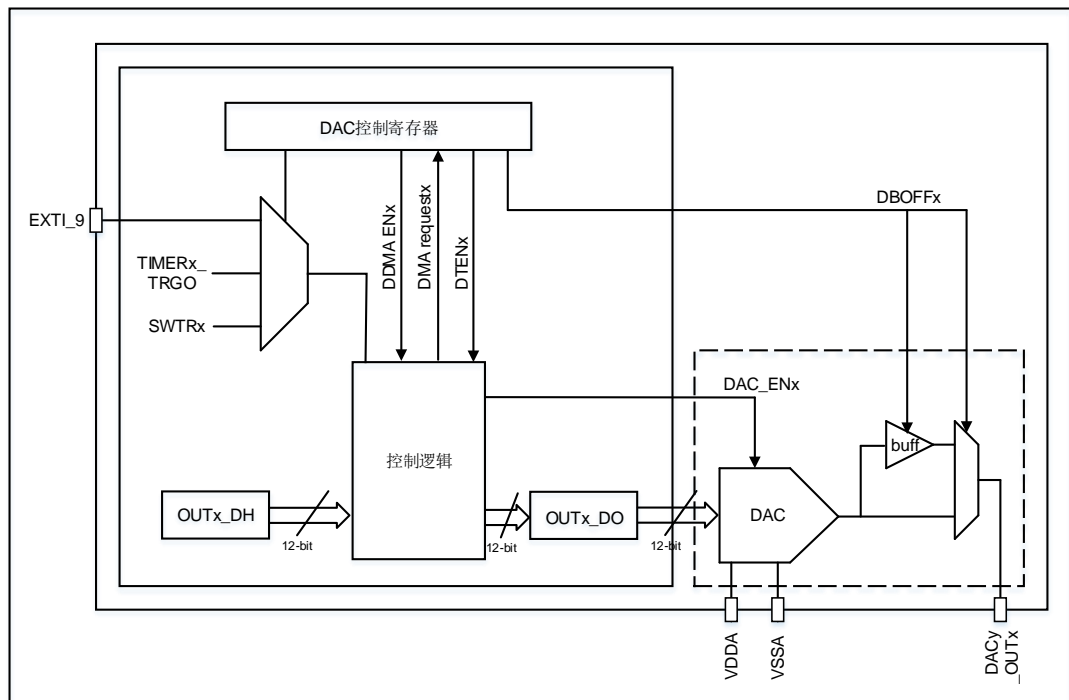 DAC控制寄存器
EXTI_9
TIMERx_
TRGO
SWTRx
DDMA ENx
DMA requestx
DTENx
DBOFFx
DAC_ENx
控制逻辑
buff
OUTx_DH
12-bit
12-bit
OUTx_DO
12-bit
DAC
VDDA
VSSA
DACy
_OUTx